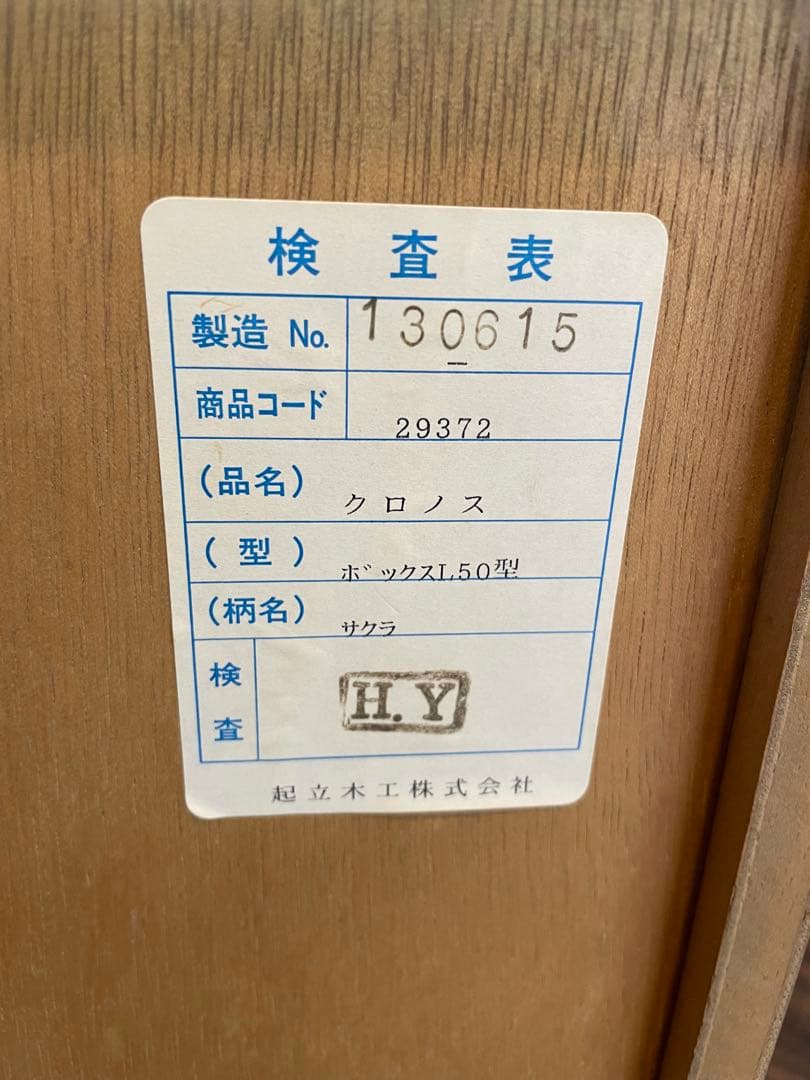 検査表
製造 No. 130615
商品コード 29372
(品名) クロノス
(型) ボックスL50型
(柄名) サクラ
検査 H.Y
起立木工株式会社